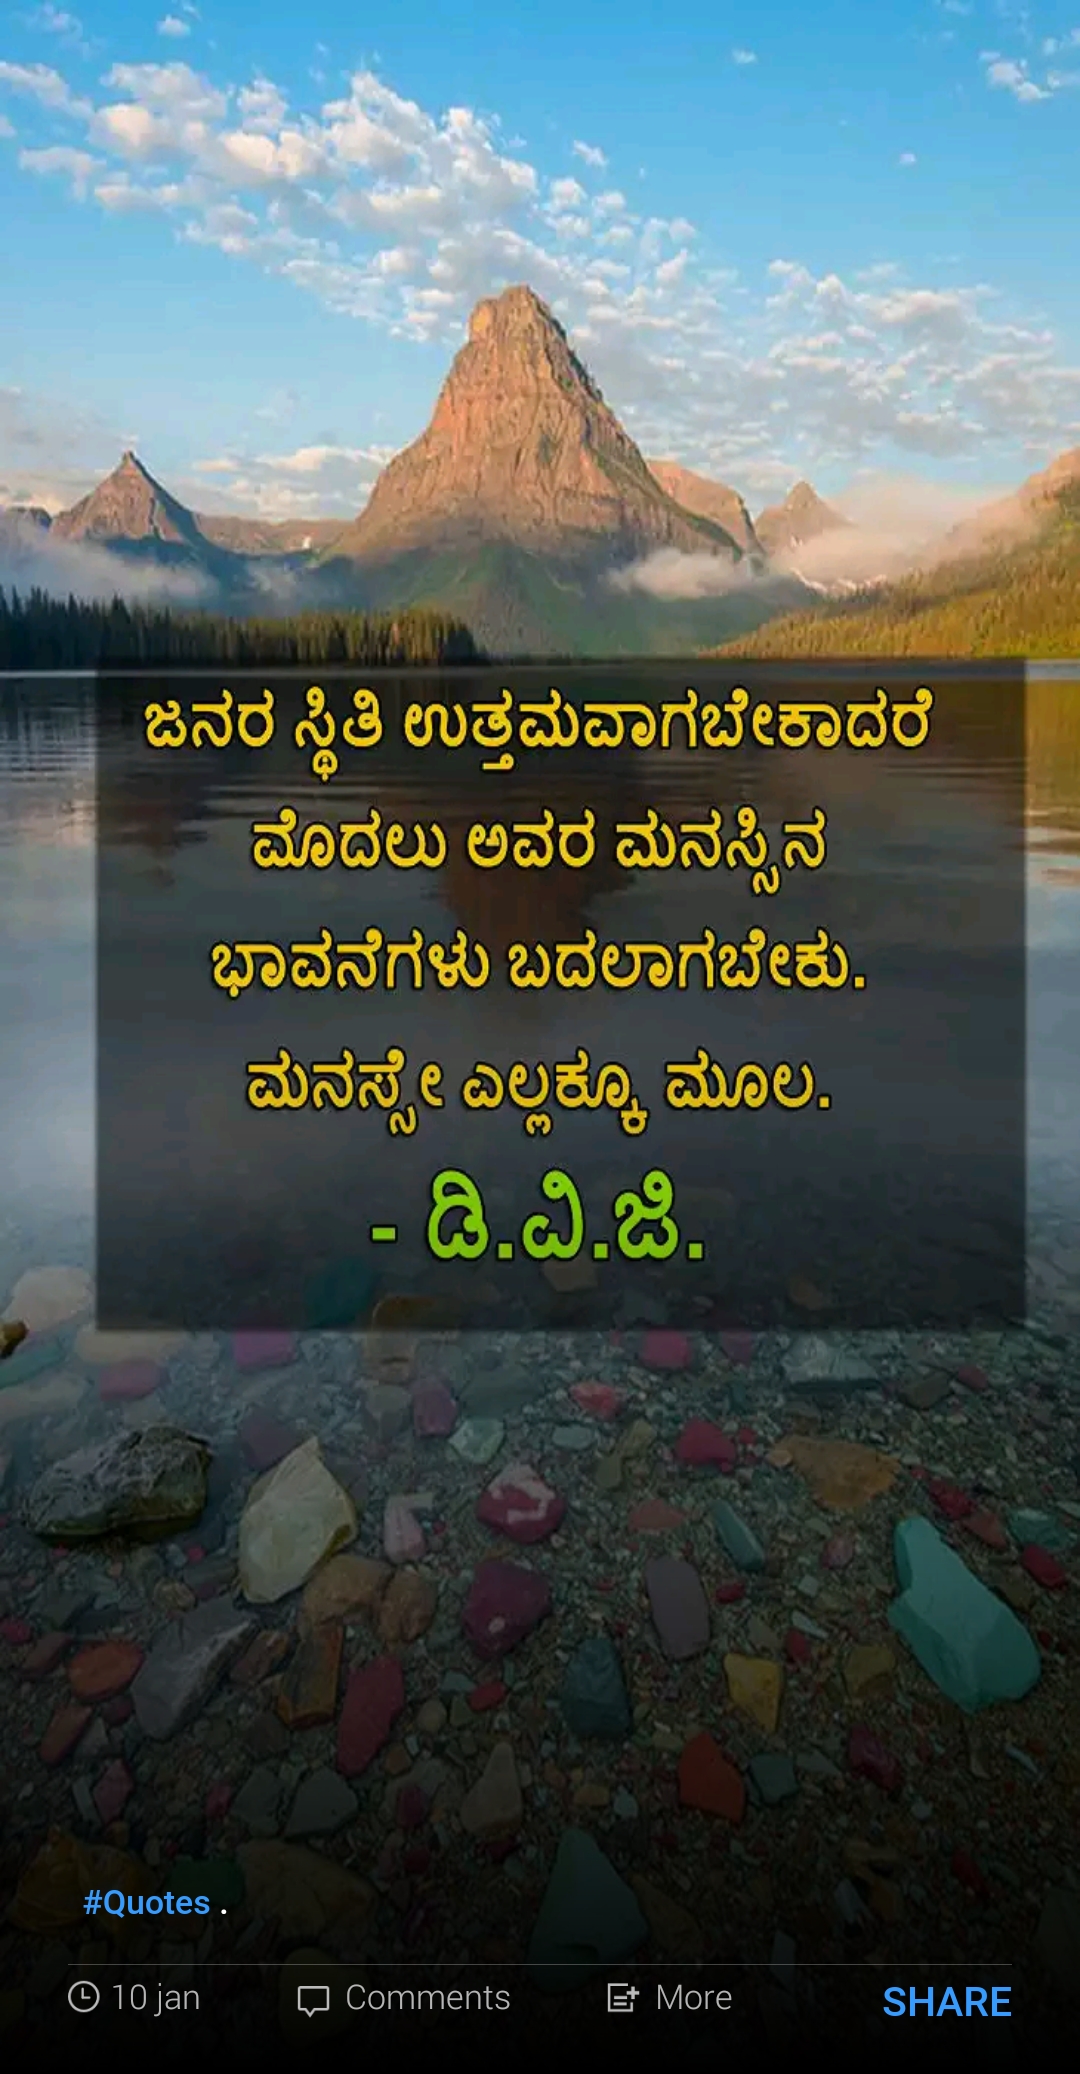 ಜನರ ಸ್ಥಿತಿ ಉತ್ತಮವಾಗಬೇಕಾದರೆ
ಮೊದಲು ಅವರ ಮನಸ್ಸಿನ
ಭಾವನೆಗಳು ಬದಲಾಗಬೇಕು.
ಮನಸ್ಸೇ ಎಲ್ಲಕ್ಕೂ ಮೂಲ.
- ಡಿ.ವಿ.ಜಿ.
#Quotes .
10 jan Comments More SHARE